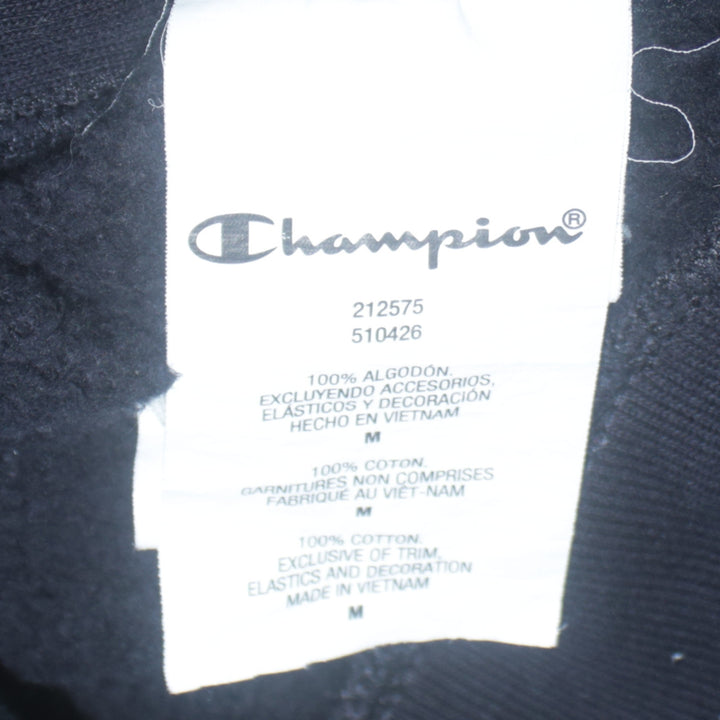 Champion®
212575
510426
100% ALGODÓN.
EXCLUYENDO ACCESORIOS,
ELÁSTICOS Y DECORACIÓN
HECHO EN VIETNAM
M
100% COTON.
GARNITURES NON COMPRISES
FABRIQUÉ AU VIÊT-NAM
M
100% COTTON.
EXCLUSIVE OF TRIM,
ELASTICS AND DECORATION
MADE IN VIETNAM
M